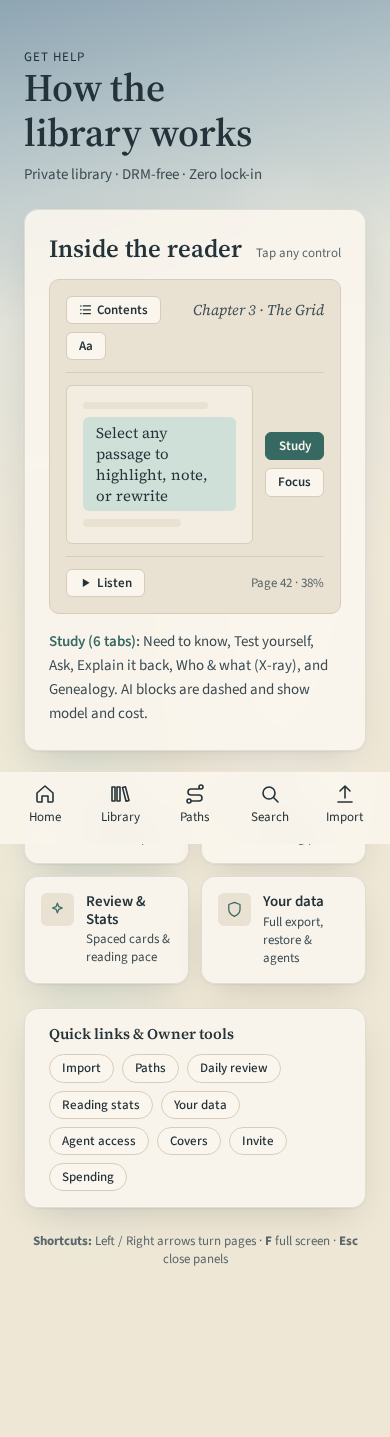 GET HELP
How the
library works
Private library · DRM-free · Zero lock-in
Inside the reader
Tap any control
Contents
Chapter 3 · The Grid
Aa
Select any
passage to
highlight, note,
or rewrite
Study
Focus
Listen
Page 42 · 38%
Study (6 tabs): Need to know, Test yourself,
Ask, Explain it back, Who & what (X-ray), and
Genealogy. AI blocks are dashed and show
model and cost.
Home
Library
Paths
Search
Import
Review &
Stats
Spaced cards &
reading pace
Your data
Full export,
restore &
agents
Quick links & Owner tools
Import
Paths
Daily review
Reading stats
Your data
Agent access
Covers
Invite
Spending
Shortcuts: Left / Right arrows turn pages · F full screen · Esc
close panels